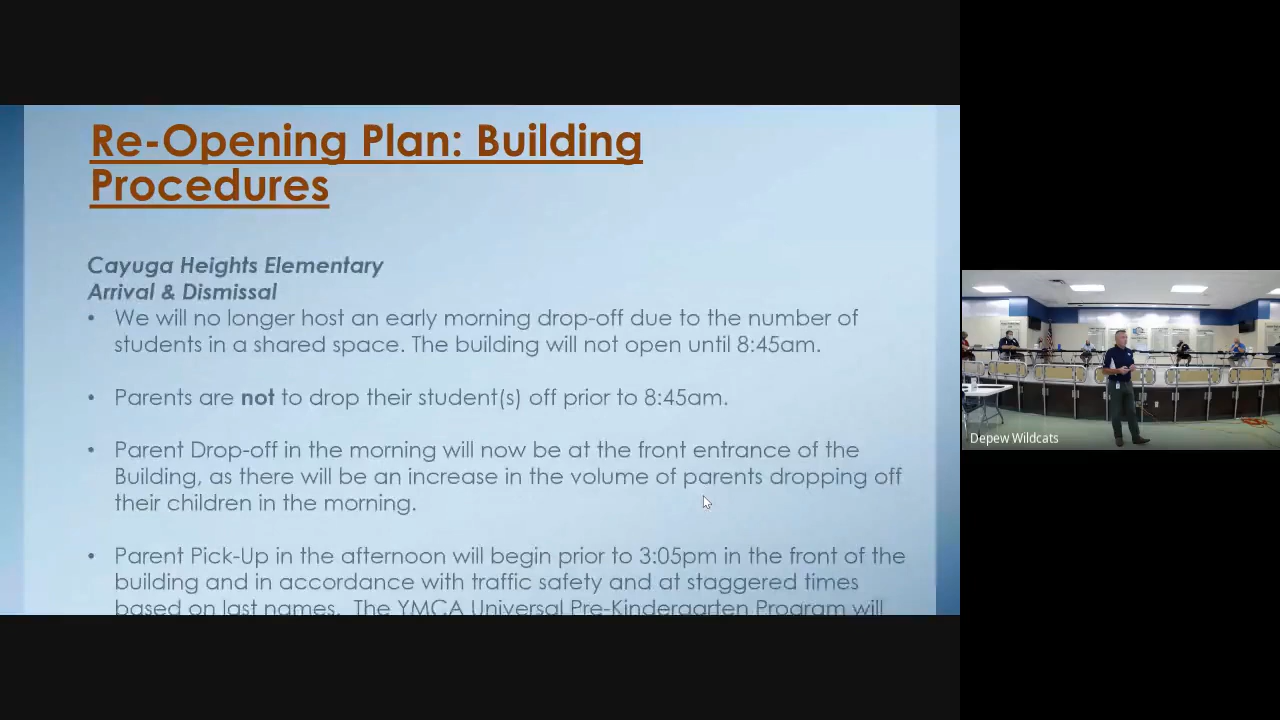 Re-Opening Plan: Building
Procedures
Cayuga Heights Elementary
Arrival & Dismissal
• We will no longer host an early morning drop-off due to the number of
students in a shared space. The building will not open until 8:45am.
• Parents are not to drop their student(s) off prior to 8:45am.
• Parent Drop-off in the morning will now be at the front entrance of the
Building, as there will be an increase in the volume of parents dropping off
their children in the morning.
• Parent Pick-Up in the afternoon will begin prior to 3:05pm in the front of the
building and in accordance with traffic safety and at staggered times
based on last names. The YMCA Universal Pre-Kindergarten Program will
Depew Wildcats